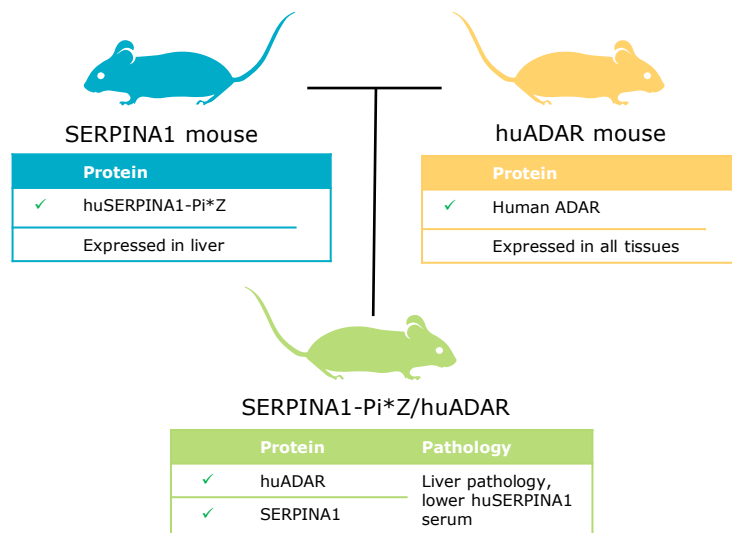 SERPINA1 mouse
Protein
✓ huSERPINA1-Pi*Z
Expressed in liver
huADAR mouse
Protein
✓ Human ADAR
Expressed in all tissues
SERPINA1-Pi*Z/huADAR
Protein Pathology
✓ huADAR
✓ SERPINA1
Liver pathology,
lower huSERPINA1
serum